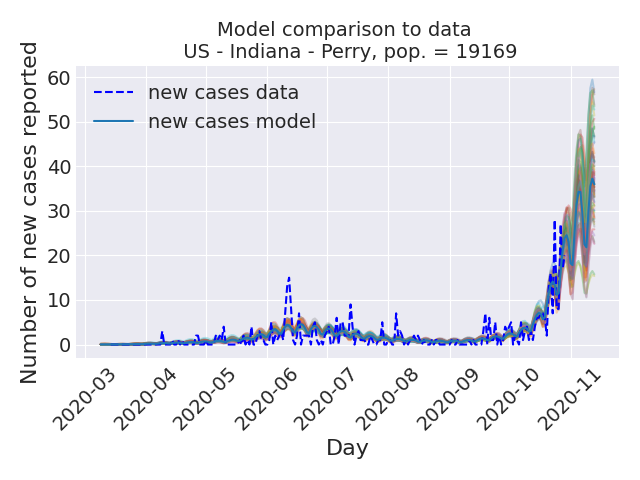 Model comparison to data
US - Indiana - Perry, pop. = 19169
Number of new cases reported
60
50
40
30
20
10
0
new cases data
new cases model
2020-03
2020-04
2020-05
2020-06
2020-07
2020-08
2020-09
2020-10
2020-11
Day